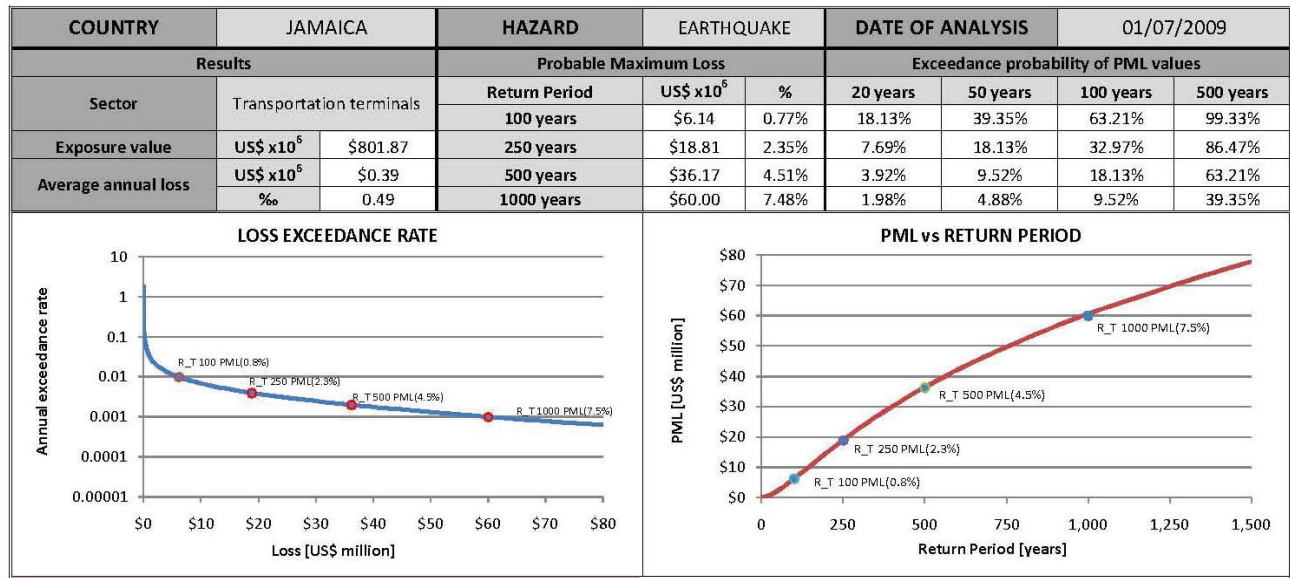 COUNTRY JAMAICA HAZARD EARTHQUAKE DATE OF ANALYSIS 01/07/2009
Results Probable Maximum Loss Exceedance probability of PML values
Sector Transportation terminals Return Period US$ x10⁶ % 20 years 50 years 100 years 500 years
100 years $6.14 0.77% 18.13% 39.35% 63.21% 99.33%
Exposure value US$ x10⁶ $801.87 250 years $18.81 2.35% 7.69% 18.13% 32.97% 86.47%
Average annual loss US$ x10⁶ $0.39 500 years $36.17 4.51% 3.92% 9.52% 18.13% 63.21%
‰ 0.49 1000 years $60.00 7.48% 1.98% 4.88% 9.52% 39.35%
LOSS EXCEEDANCE RATE
Annual exceedance rate
10
1
0.1
0.01
0.001
0.0001
0.00001
R_T 100 PML(0.8%)
R_T 250 PML(2.3%)
R_T 500 PML(4.5%)
R_T 1000 PML(7.5%)
$0 $10 $20 $30 $40 $50 $60 $70 $80
Loss [US$ million]
PML vs RETURN PERIOD
PML [US$ million]
$80
$70
$60
$50
$40
$30
$20
$10
$0
R_T 1000 PML(7.5%)
R_T 500 PML(4.5%)
R_T 250 PML(2.3%)
R_T 100 PML(0.8%)
0 250 500 750 1,000 1,250 1,500
Return Period [years]